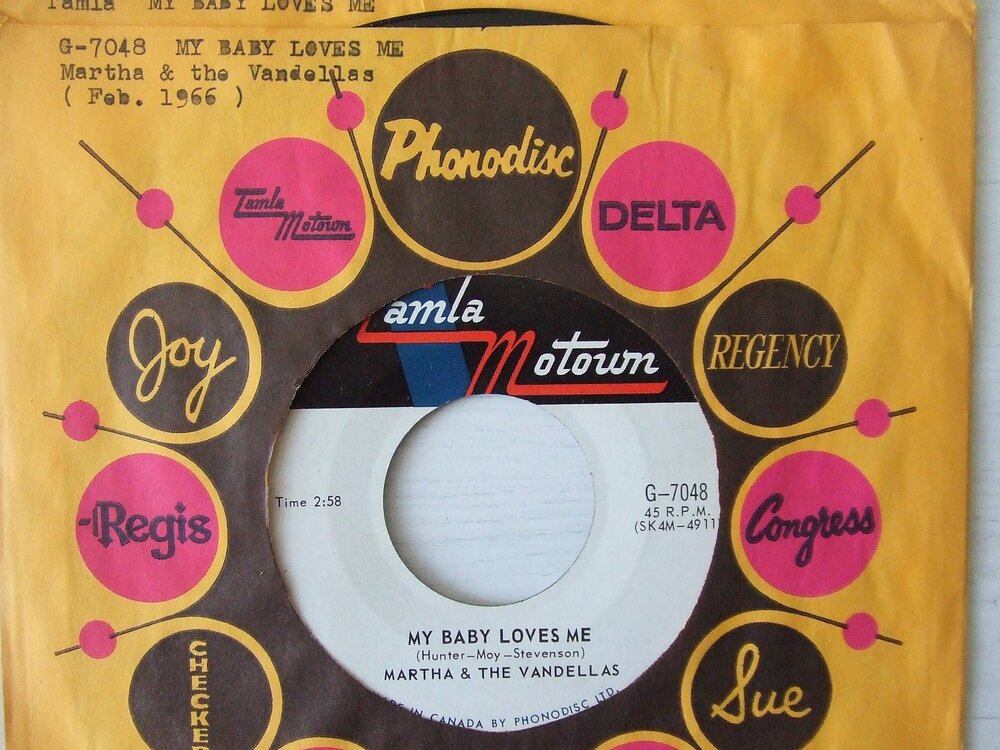 Tamla MY BABY LOVES ME
G-7048 MY BABY LOVES ME
Martha & the Vandellas
( Feb. 1966 )
Phonodisc
Tamla Motown
DELTA
Joy
REGENCY
Tamla
Motown
Regis
Congress
Time 2:58
G-7048
45 R.P.M.
(SK4M-4911
MY BABY LOVES ME
(Hunter-Moy-Stevenson)
MARTHA & THE VANDELLAS
IN CANADA BY PHONODISC LTD.
CHECKER
Sue